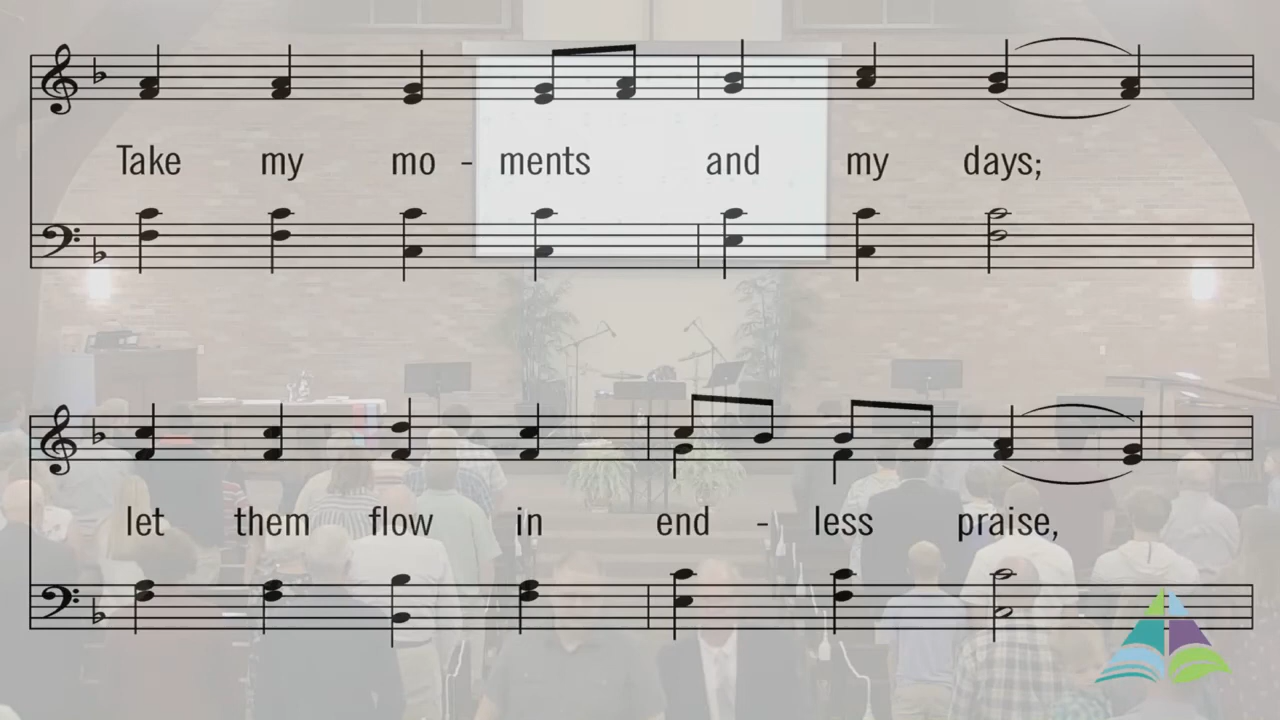 Take my mo - ments and my days;
let them flow in end - less praise,